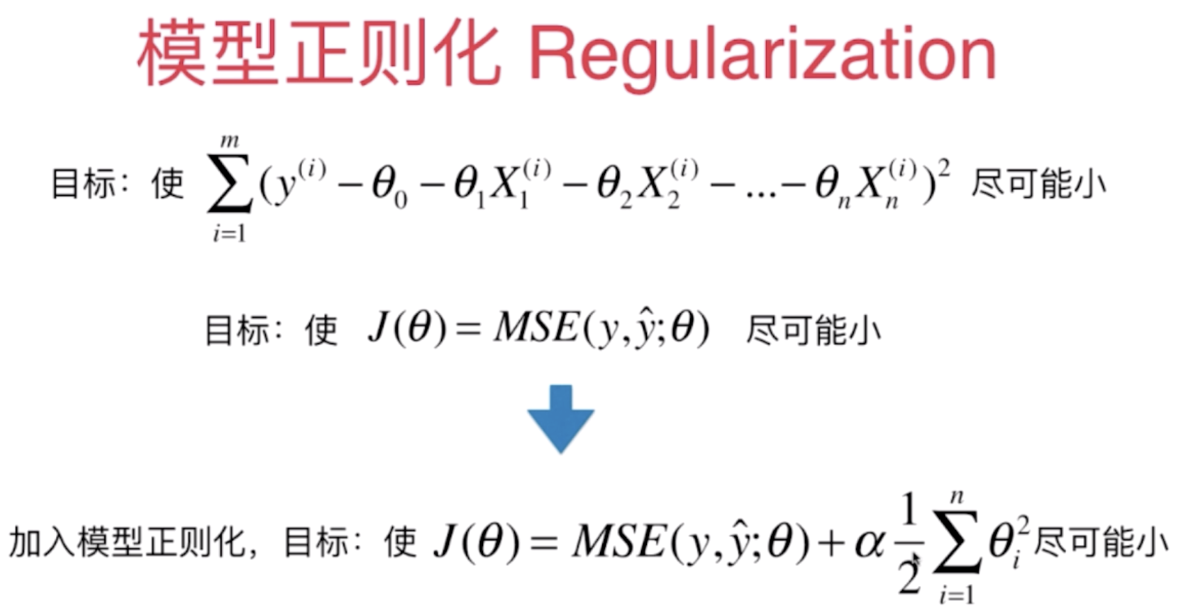 模型正则化 Regularization
目标：使 $\sum_{i=1}^{m}(y^{(i)}-\theta_0-\theta_1X_1^{(i)}-\theta_2X_2^{(i)}-...-\theta_nX_n^{(i)})^2$ 尽可能小
目标：使 $J(\theta)=MSE(y,\hat{y};\theta)$ 尽可能小
加入模型正则化，目标：使 $J(\theta)=MSE(y,\hat{y};\theta)+\alpha\frac{1}{2}\sum_{i=1}^{n}\theta_i^2$ 尽可能小